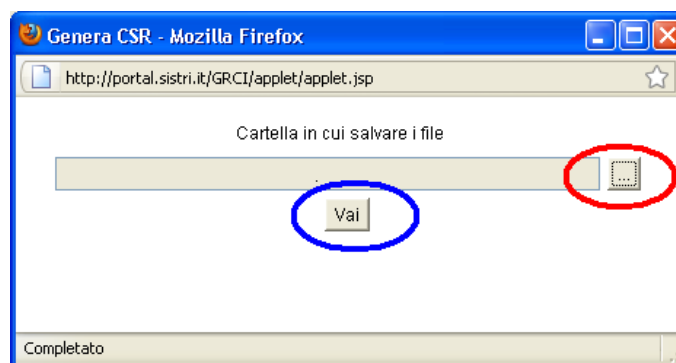 Genera CSR - Mozilla Firefox
http://portal.sistri.it/GRCI/applet/applet.jsp
Cartella in cui salvare i file
. ...
Vai
Completato